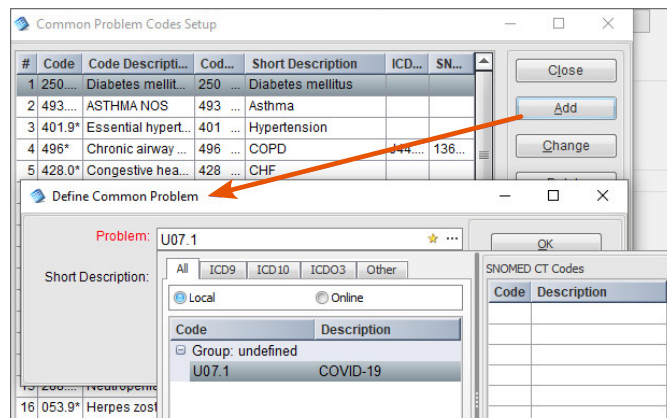 Common Problem Codes Setup
# Code Code Descripti... Cod... Short Description ICD... SN...
1 250.... Diabetes mellit... 250 ... Diabetes mellitus
Close
2 493.... ASTHMA NOS 493 ... Asthma
Add
3 401.9* Essential hypert... 401 ... Hypertension
4 496* Chronic airway ... 496 ... COPD J44.... 136...
Change
5 428.0* Congestive hea... 428 ... CHF
Define Common Problem
Problem: U07.1
OK
Short Description:
All ICD9 ICD10 ICDO3 Other
SNOMED CT Codes
Local Online
Code Description
Code Description
Group: undefined
U07.1 COVID-19
16 053.9* Herpes zost